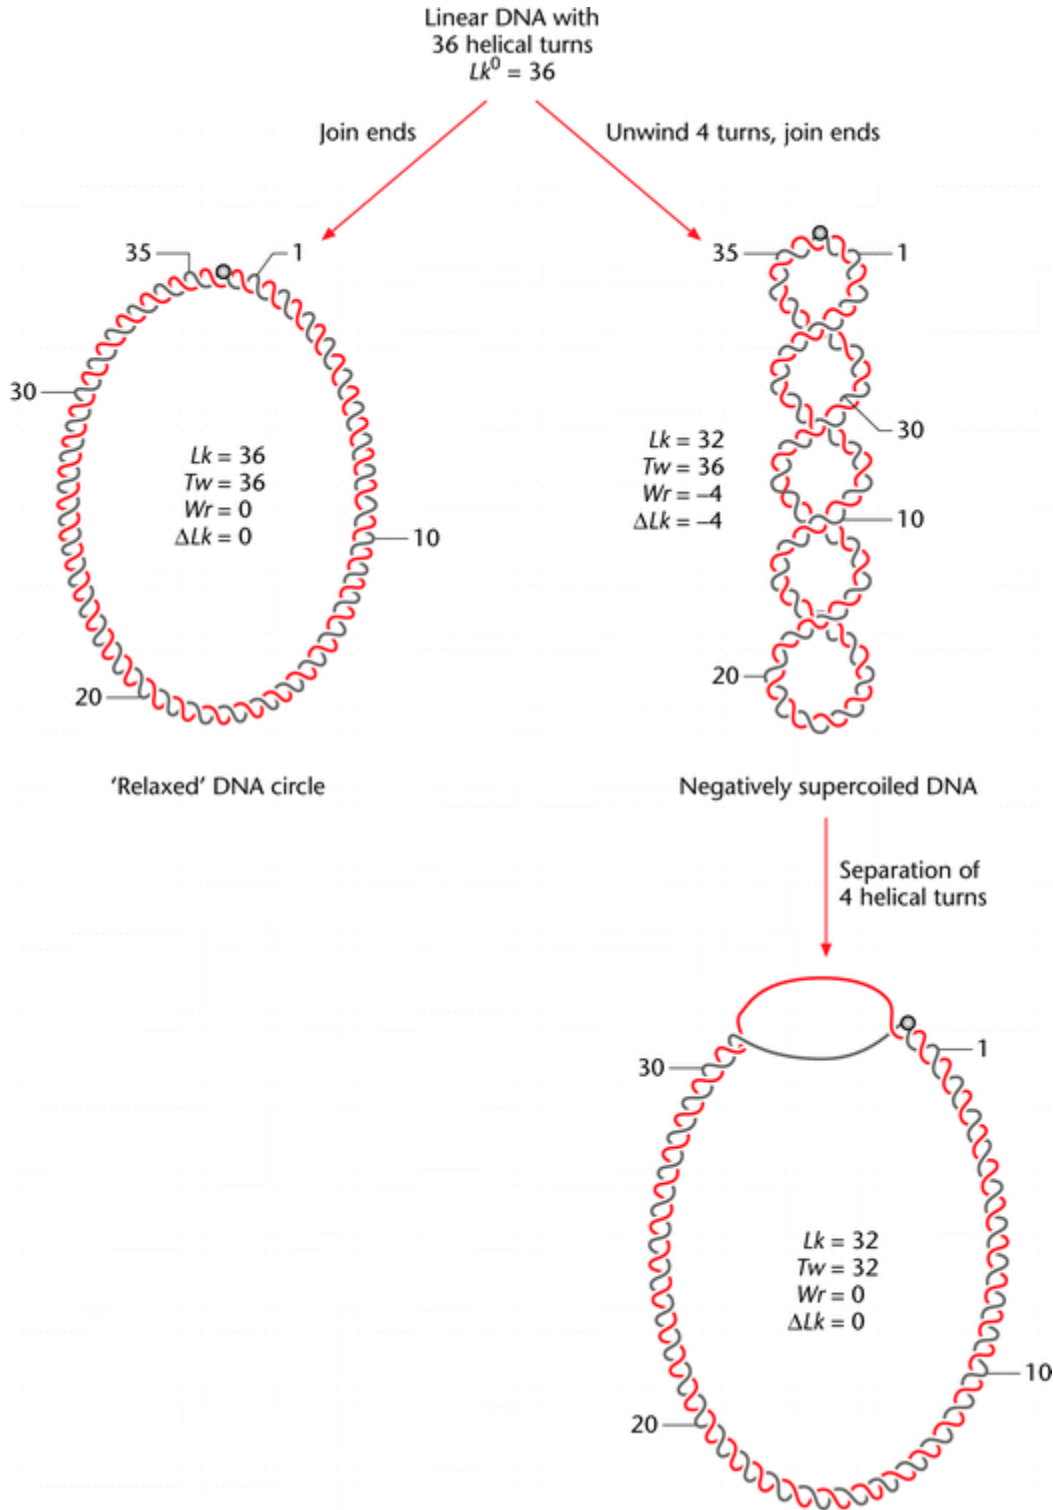 Linear DNA with
36 helical turns
Lk⁰ = 36
Join ends
Unwind 4 turns, join ends
35
1
30
10
20
Lk = 36
Tw = 36
Wr = 0
ΔLk = 0
35
1
30
10
20
Lk = 32
Tw = 36
Wr = –4
ΔLk = –4
'Relaxed' DNA circle
Negatively supercoiled DNA
Separation of
4 helical turns
1
30
10
20
Lk = 32
Tw = 32
Wr = 0
ΔLk = 0